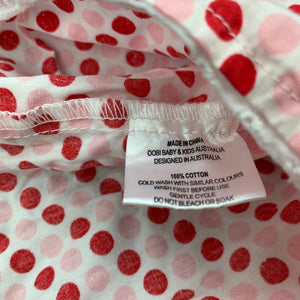 MADE IN CHINA
OOBI BABY & KIDS AUSTRALIA
DESIGNED IN AUSTRALIA
100% COTTON
COLD WASH WITH SIMILAR COLOURS
WASH FIRST BEFORE USE
GENTLE CYCLE
DO NOT BLEACH OR SOAK